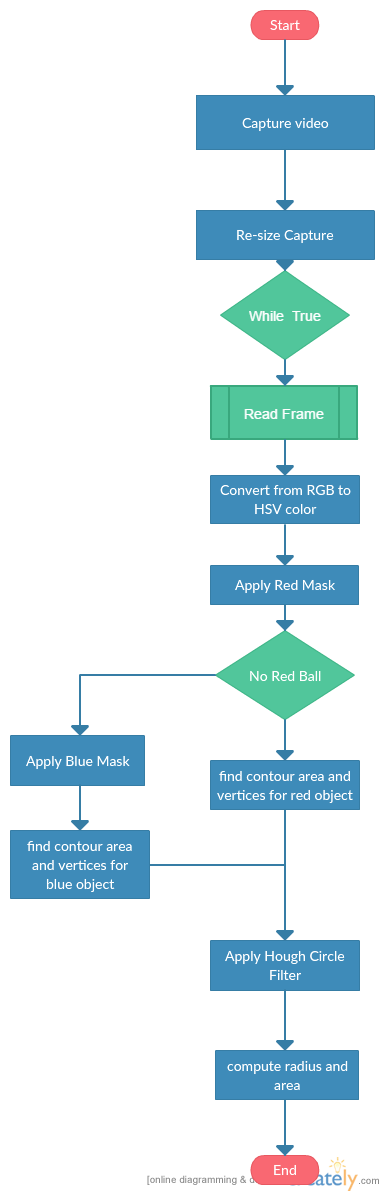 Start
Capture video
Re-size Capture
While True
Read Frame
Convert from RGB to
HSV color
Apply Red Mask
No Red Ball
Apply Blue Mask
find contour area and
vertices for red object
find contour area
and vertices for
blue object
Apply Hough Circle
Filter
compute radius and
area
End
[online diagramming & ately.com